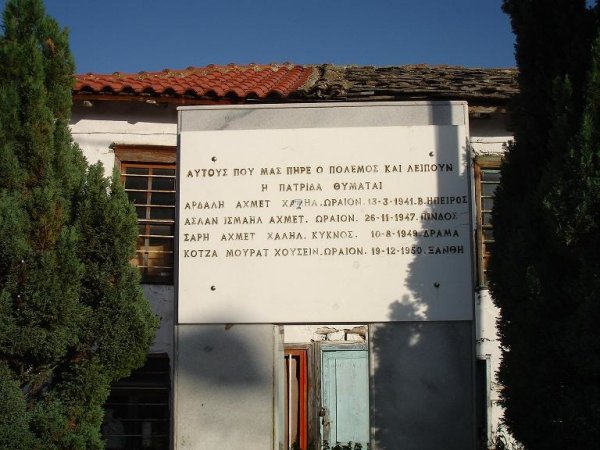 ΑΥΤΟΥΣ ΠΟΥ ΜΑΣ ΠΗΡΕ Ο ΠΟΛΕΜΟΣ ΚΑΙ ΛΕΙΠΟΥΝ
Η ΠΑΤΡΙΔΑ ΘΥΜΑΤΑΙ
ΑΡΔΑΛΗ ΑΧΜΕΤ ΧΑΛΗΛ. ΩΡΑΙΟΝ. 13-3-1941. Β. ΗΠΕΙΡΟΣ
ΑΣΛΑΝ ΙΣΜΑΗΛ ΑΧΜΕΤ. ΩΡΑΙΟΝ. 26-11-1947. ΠΙΝΔΟΣ
ΣΑΡΗ ΑΧΜΕΤ ΧΑΛΗΛ. ΚΥΚΝΟΣ. 10-8-1949. ΔΡΑΜΑ
ΚΟΤΖΑ ΜΟΥΡΑΤ ΧΟΥΣΕΙΝ. ΩΡΑΙΟΝ. 19-12-1950. ΞΑΝΘΗ